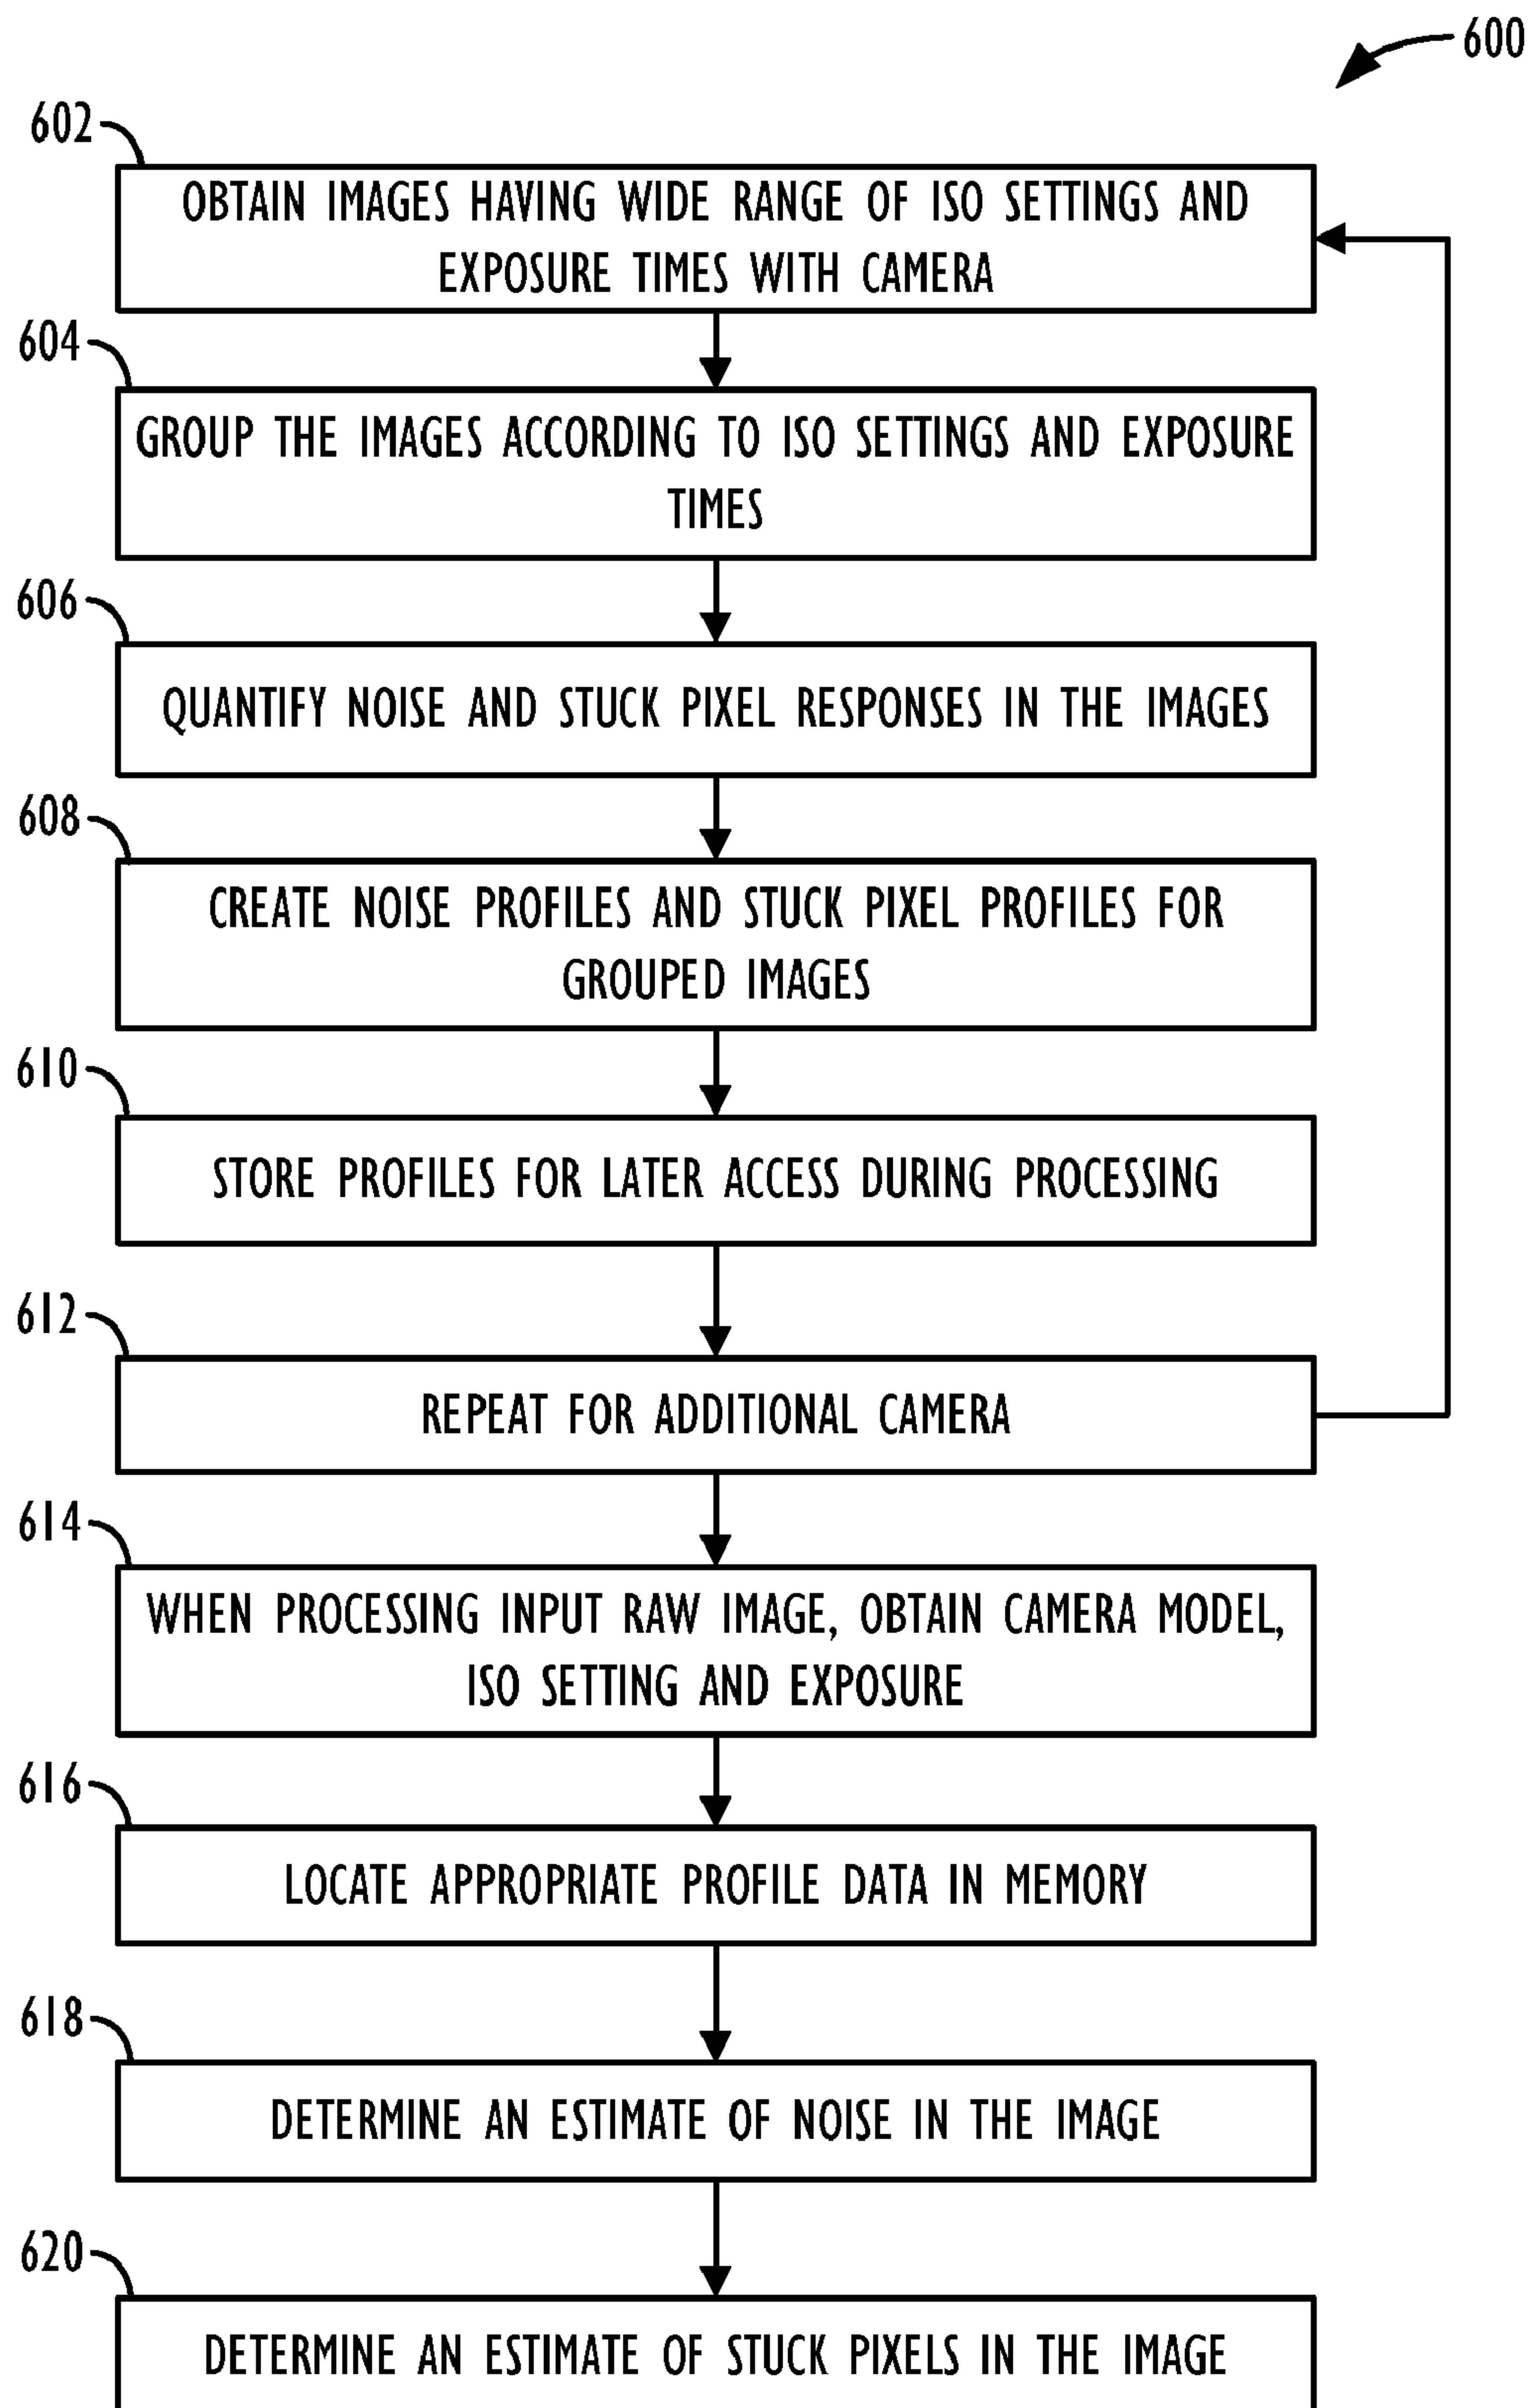 600
602
OBTAIN IMAGES HAVING WIDE RANGE OF ISO SETTINGS AND
EXPOSURE TIMES WITH CAMERA
604
GROUP THE IMAGES ACCORDING TO ISO SETTINGS AND EXPOSURE
TIMES
606
QUANTIFY NOISE AND STUCK PIXEL RESPONSES IN THE IMAGES
608
CREATE NOISE PROFILES AND STUCK PIXEL PROFILES FOR
GROUPED IMAGES
610
STORE PROFILES FOR LATER ACCESS DURING PROCESSING
612
REPEAT FOR ADDITIONAL CAMERA
614
WHEN PROCESSING INPUT RAW IMAGE, OBTAIN CAMERA MODEL,
ISO SETTING AND EXPOSURE
616
LOCATE APPROPRIATE PROFILE DATA IN MEMORY
618
DETERMINE AN ESTIMATE OF NOISE IN THE IMAGE
620
DETERMINE AN ESTIMATE OF STUCK PIXELS IN THE IMAGE